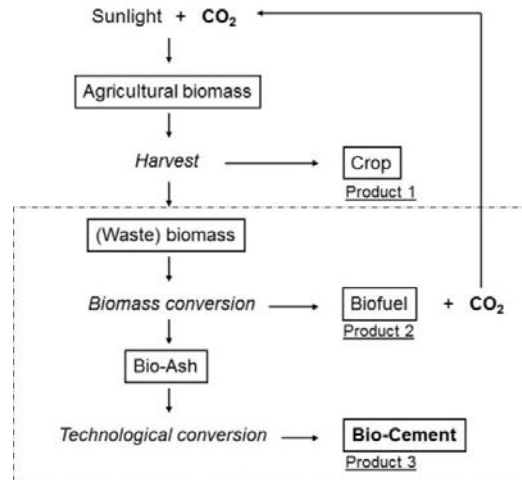 Sunlight + CO₂
Agricultural biomass
Harvest
Crop
Product 1
(Waste) biomass
Biomass conversion
Biofuel + CO₂
Product 2
Bio-Ash
Technological conversion
Bio-Cement
Product 3